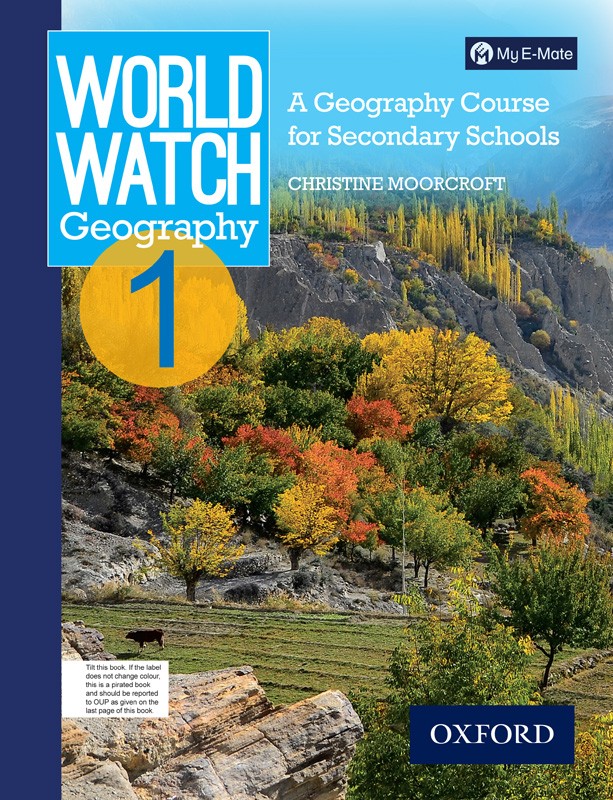 WORLD
WATCH
Geography
1
My E-Mate
A Geography Course
for Secondary Schools
CHRISTINE MOORCROFT
Tilt this book. If the label
does not change colour,
this is a pirated book
and should be reported
to OUP as given on the
last page of this book
OXFORD